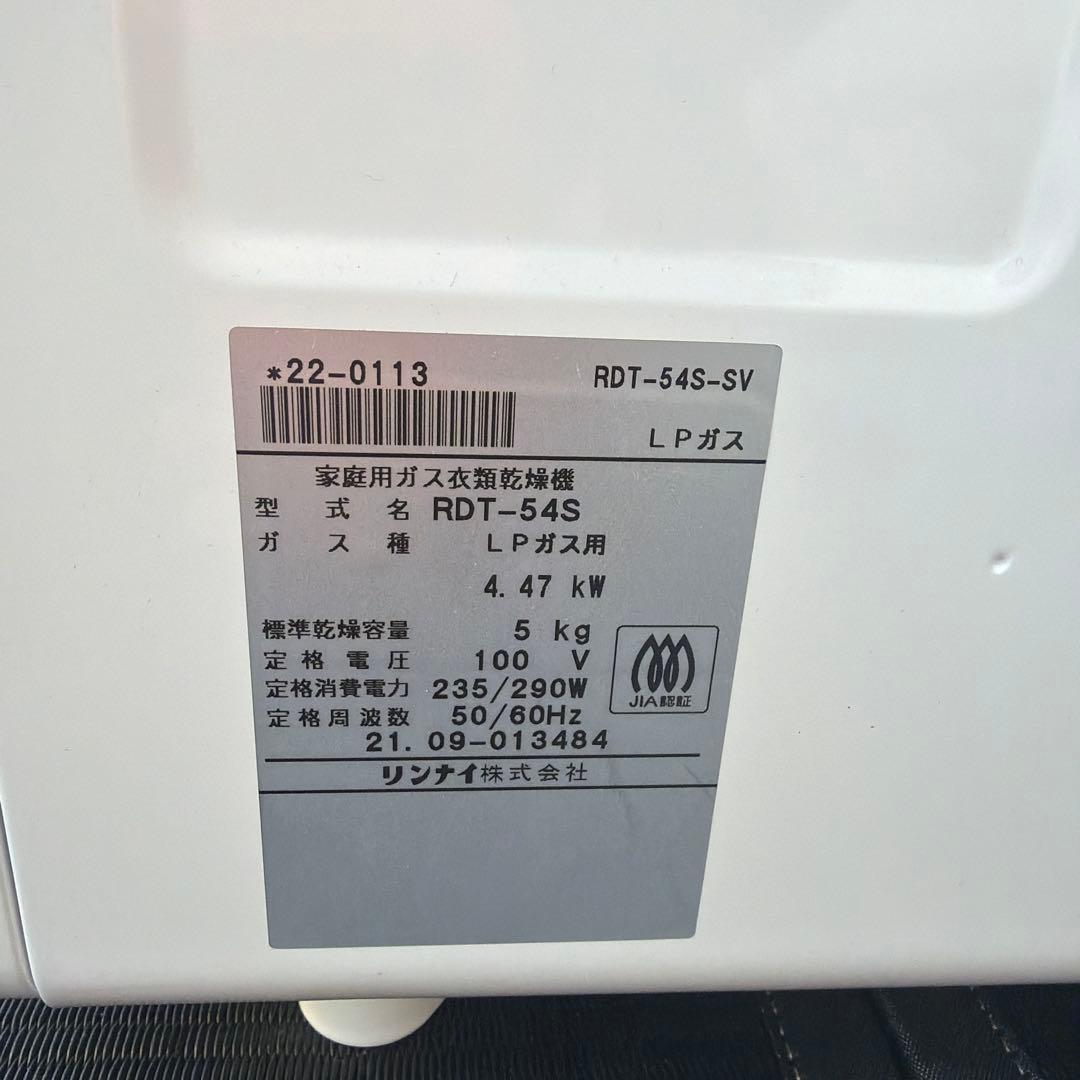 *22-0113
RDT-54S-SV
LPガス
家庭用ガス衣類乾燥機
型式名 RDT-54S
ガス種 LPガス用
4.47 kW
標準乾燥容量 5 kg
定格電圧 100 V
定格消費電力 235/290W
定格周波数 50/60Hz
21.09-013484
JIA認証
リンナイ株式会社